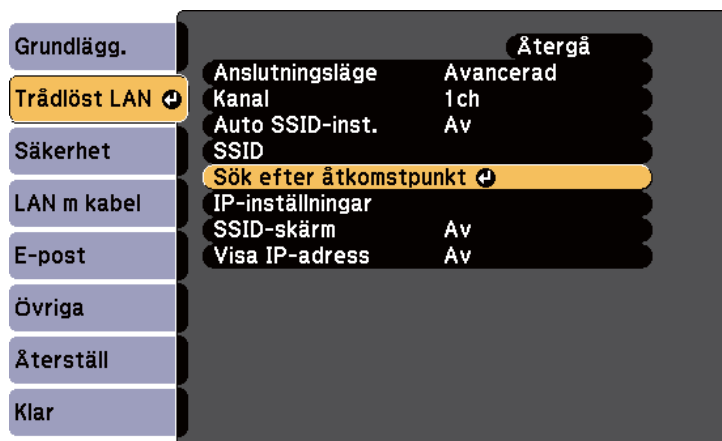 Grundlägg.
Trådlöst LAN
Säkerhet
LAN m kabel
E-post
Övriga
Återställ
Klar
Återgå
Anslutningsläge Avancerad
Kanal 1ch
Auto SSID-inst. Av
SSID
Sök efter åtkomstpunkt
IP-inställningar
SSID-skärm Av
Visa IP-adress Av